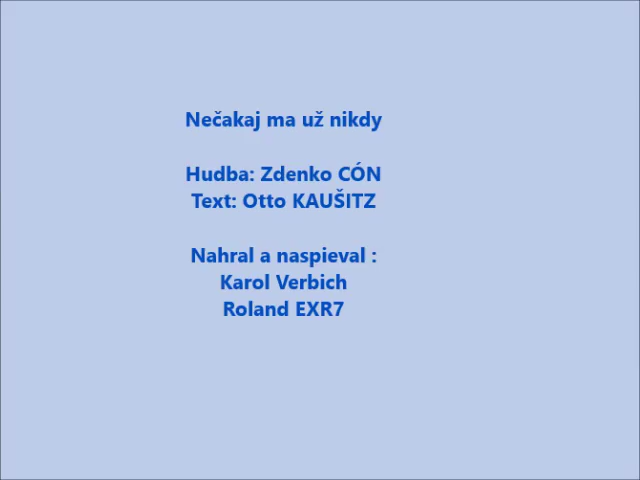 Nečakaj ma už nikdy
Hudba: Zdenko CÓN
Text: Otto KAUŠITZ
Nahral a naspieval :
Karol Verbich
Roland EXR7